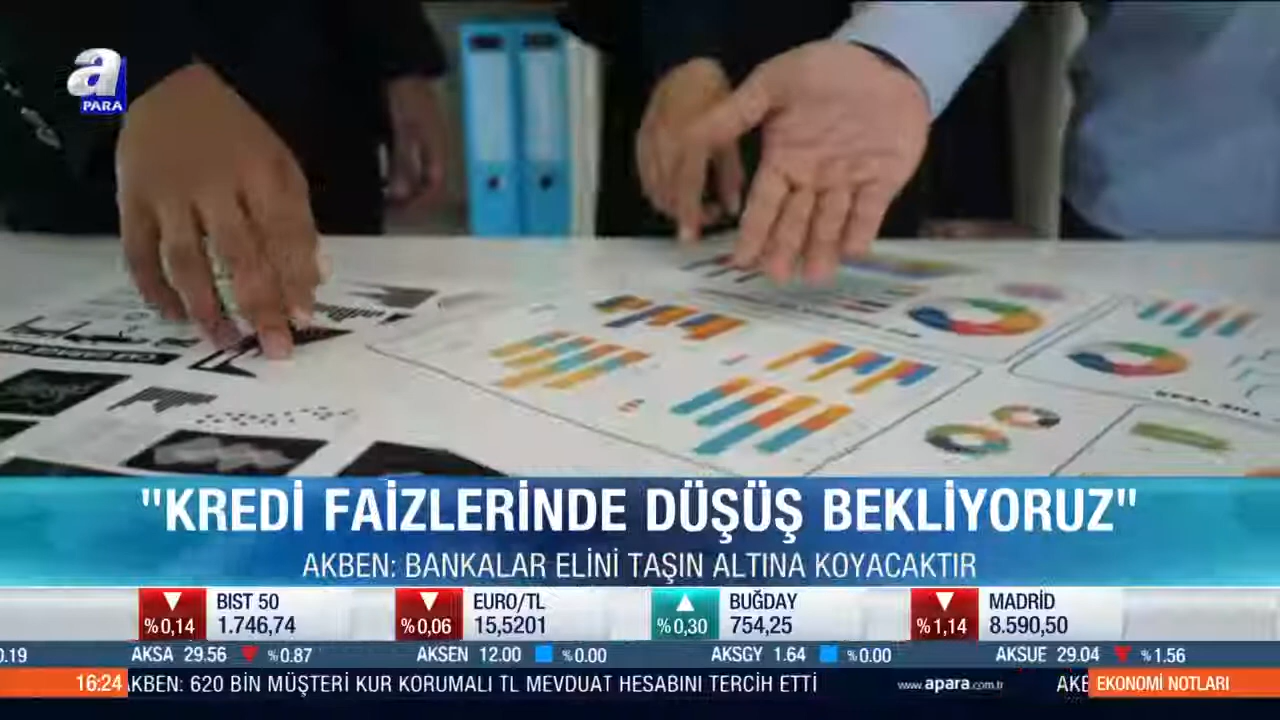 a
PARA
"KREDİ FAİZLERİNDE DÜŞÜŞ BEKLİYORUZ"
AKBEN: BANKALAR ELİNİ TAŞIN ALTINA KOYACAKTIR
%0,14 BIST 50 1.746,74
%0,06 EURO/TL 15,5201
%0,30 BUĞDAY 754,25
%1,14 MADRİD 8.590,50
0.19 AKSA 29.56 %0.87 AKSEN 12.00 %0.00 AKSGY 1.64 %0.00 AKSUE 29.04 %1.56
16:24 AKBEN: 620 BİN MÜŞTERİ KUR KORUMALI TL MEVDUAT HESABINI TERCİH ETTİ www.apara.com.tr AKB EKONOMİ NOTLARI